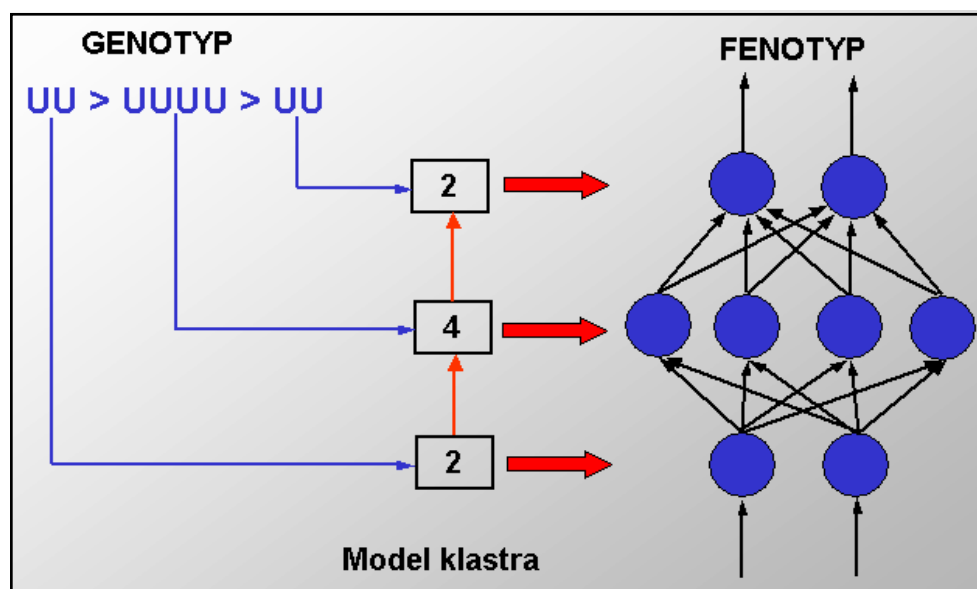 GENOTYP
UU > UUUU > UU
FENOTYP
2
4
2
Model klastra